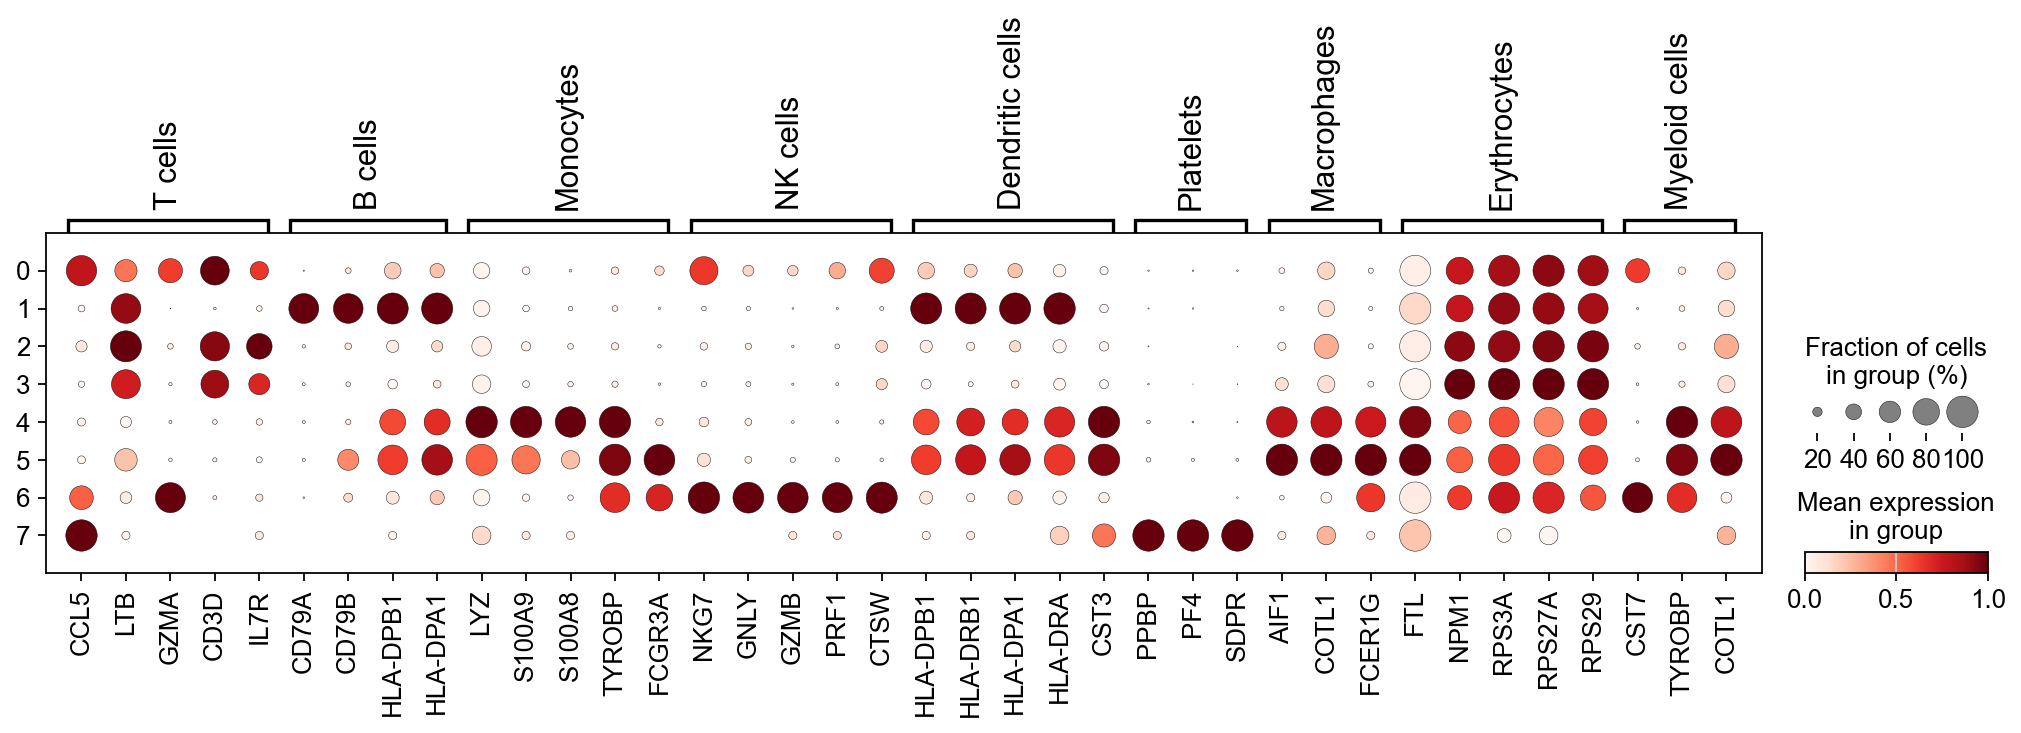 T cells
B cells
Monocytes
NK cells
Dendritic cells
Platelets
Macrophages
Erythrocytes
Myeloid cells
0
1
2
3
4
5
6
7
CCL5
LTB
GZMA
CD3D
IL7R
CD79A
CD79B
HLA-DPB1
HLA-DPA1
LYZ
S100A9
S100A8
TYROBP
FCGR3A
NKG7
GNLY
GZMB
PRF1
CTSW
HLA-DPB1
HLA-DRB1
HLA-DPA1
HLA-DRA
CST3
PPBP
PF4
SDPR
AIF1
COTL1
FCER1G
FTL
NPM1
RPS3A
RPS27A
RPS29
CST7
TYROBP
COTL1
Fraction of cells
in group (%)
20 40 60 80 100
Mean expression
in group
0.0 0.5 1.0